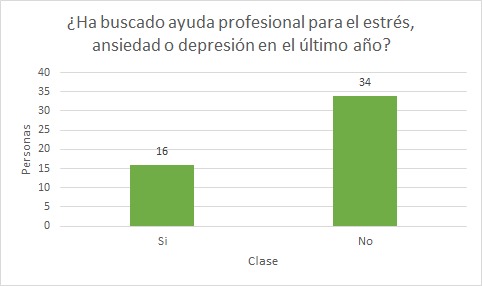 ¿Ha buscado ayuda profesional para el estrés,
ansiedad o depresión en el último año?
40
35
30
25
20
15
10
5
0
Personas
16
34
Si
No
Clase